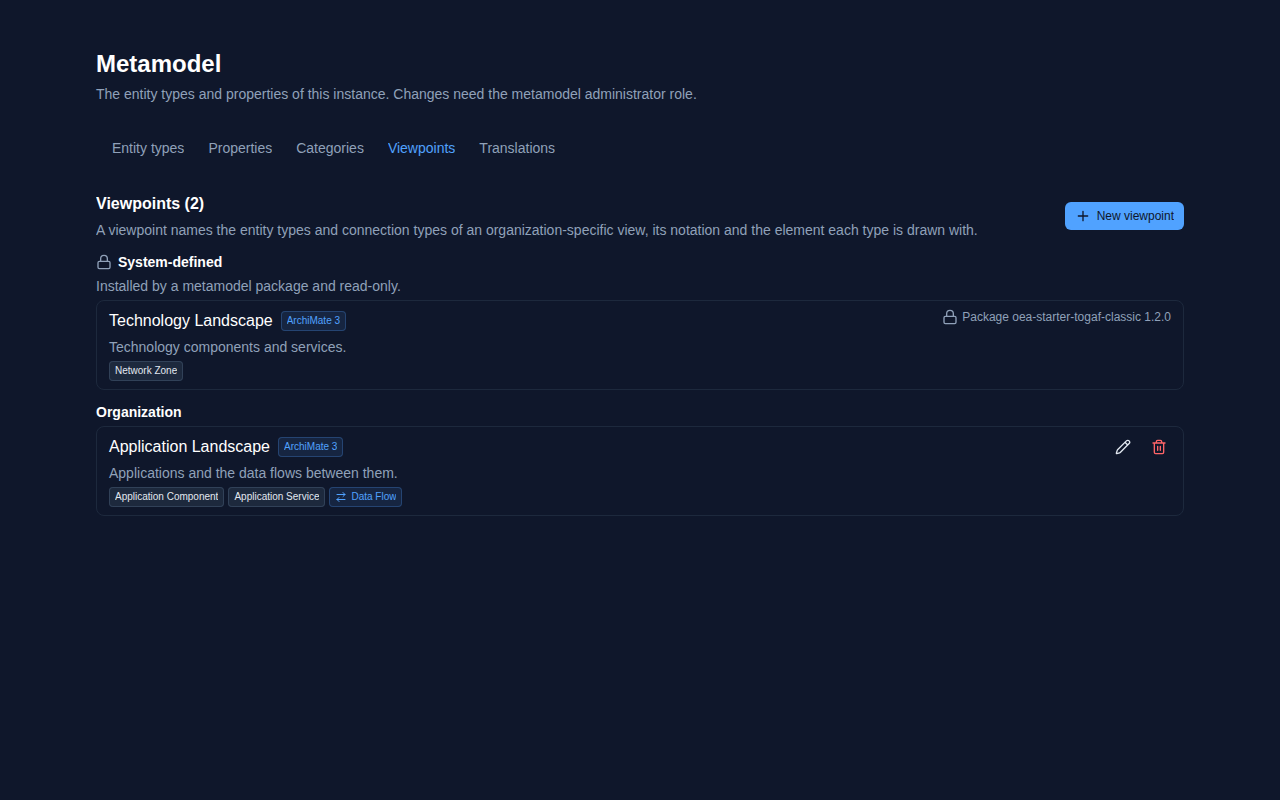 Metamodel
The entity types and properties of this instance. Changes need the metamodel administrator role.
Entity types Properties Categories Viewpoints Translations
Viewpoints (2)
New viewpoint
A viewpoint names the entity types and connection types of an organization-specific view, its notation and the element each type is drawn with.
System-defined
Installed by a metamodel package and read-only.
Technology Landscape ArchiMate 3 Package oea-starter-togaf-classic 1.2.0
Technology components and services.
Network Zone
Organization
Application Landscape ArchiMate 3
Applications and the data flows between them.
Application Component Application Service Data Flow